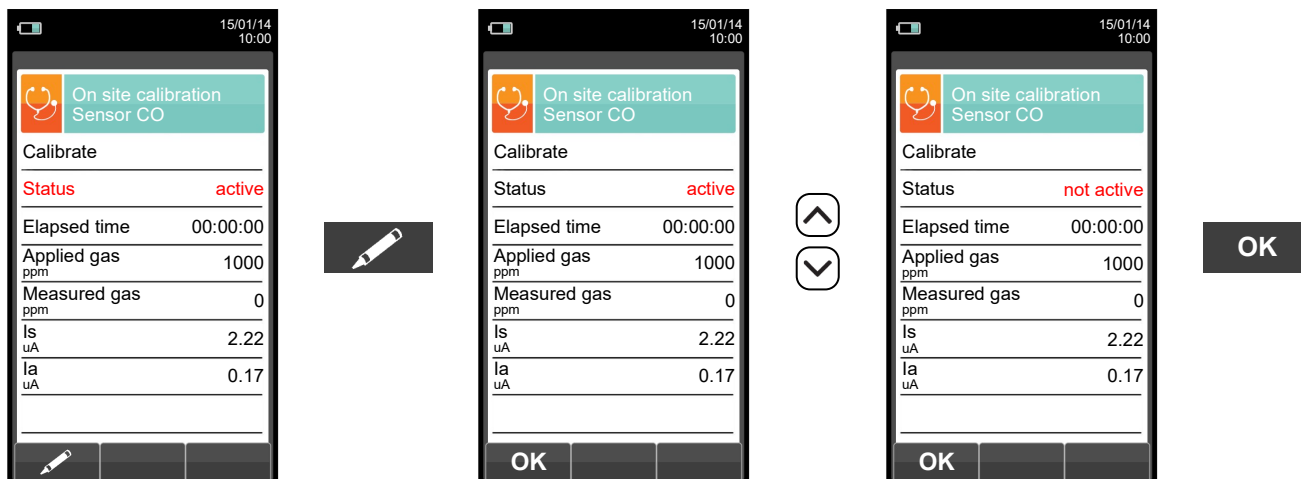 15/01/14
10:00
On site calibration
Sensor CO
Calibrate
Status active
Elapsed time 00:00:00
Applied gas
ppm 1000
Measured gas
ppm 0
Is
uA 2.22
Ia
uA 0.17
15/01/14
10:00
On site calibration
Sensor CO
Calibrate
Status active
Elapsed time 00:00:00
Applied gas
ppm 1000
Measured gas
ppm 0
Is
uA 2.22
Ia
uA 0.17
OK
15/01/14
10:00
On site calibration
Sensor CO
Calibrate
Status not active
Elapsed time 00:00:00
Applied gas
ppm 1000
Measured gas
ppm 0
Is
uA 2.22
Ia
uA 0.17
OK
OK